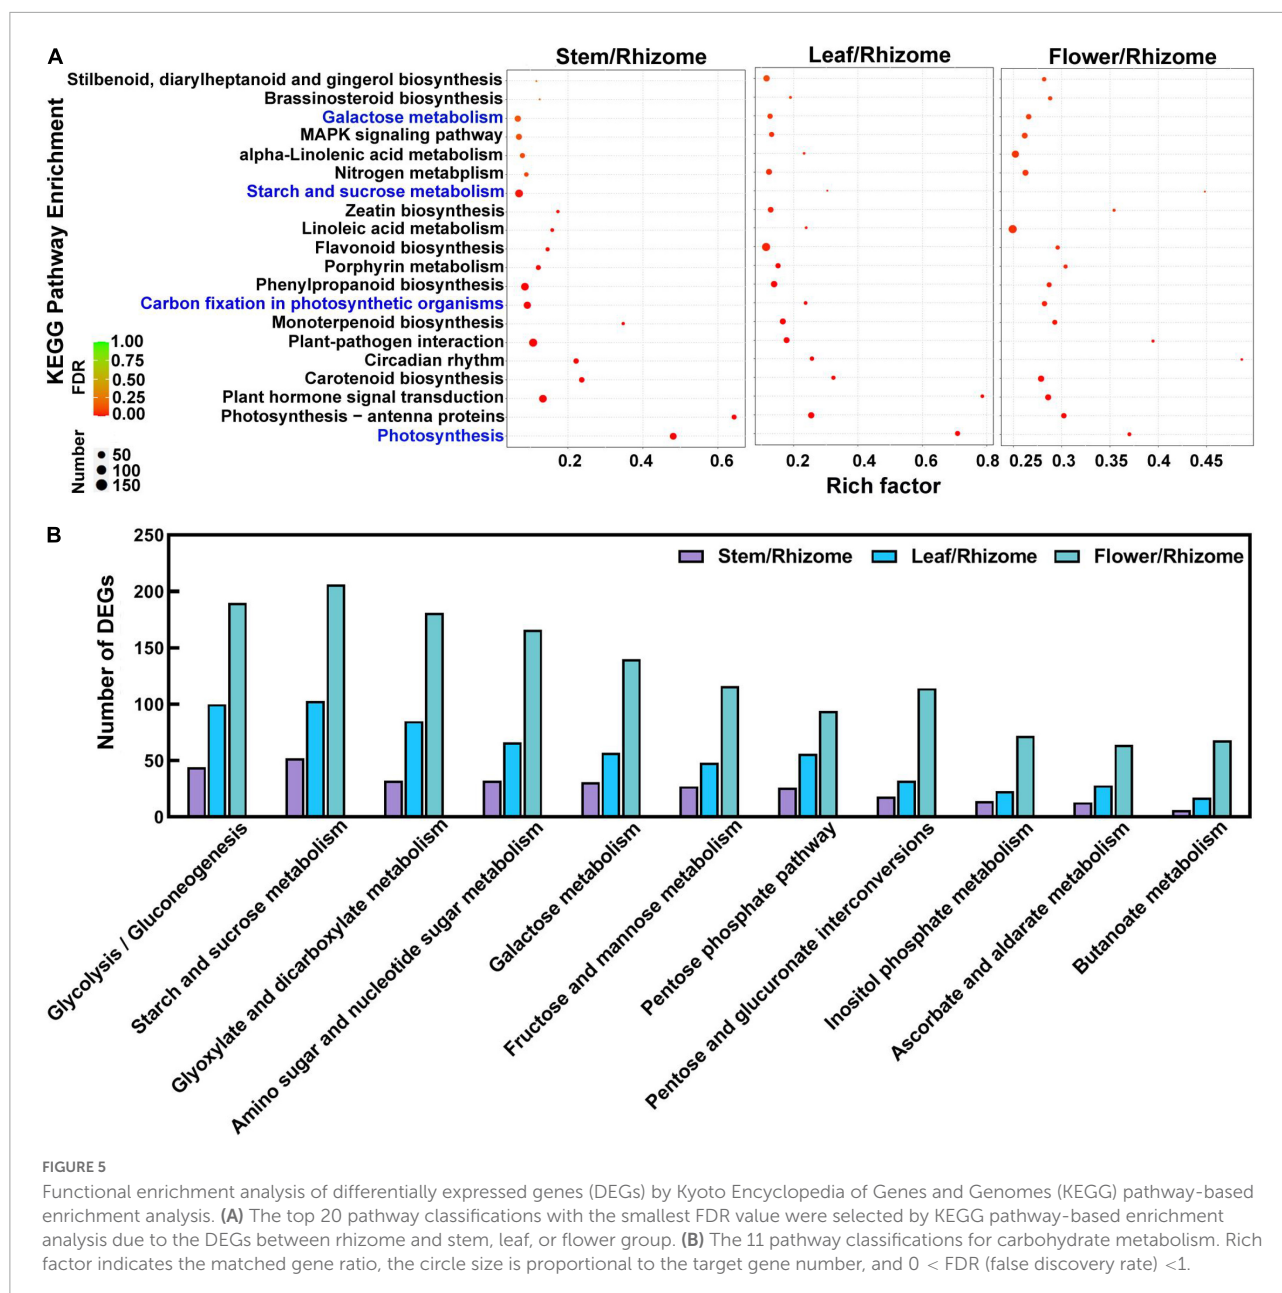 A
Stem/Rhizome
Leaf/Rhizome
Flower/Rhizome
KEGG Pathway Enrichment
Stilbenoid, diarylheptanoid and gingerol biosynthesis
Brassinosteroid biosynthesis
Galactose metabolism
MAPK signaling pathway
alpha-Linolenic acid metabolism
Nitrogen metabplism
Starch and sucrose metabolism
Zeatin biosynthesis
Linoleic acid metabolism
Flavonoid biosynthesis
Porphyrin metabolism
Phenylpropanoid biosynthesis
Carbon fixation in photosynthetic organisms
Monoterpenoid biosynthesis
Plant-pathogen interaction
Circadian rhythm
Carotenoid biosynthesis
Plant hormone signal transduction
Photosynthesis − antenna proteins
Photosynthesis
FDR
1.00
0.75
0.50
0.25
0.00
Number
50
100
150
0.2 0.4 0.6
0.2 0.4 0.6 0.8
0.25 0.3 0.35 0.4 0.45
Rich factor
B
Number of DEGs
250
200
150
100
50
0
Stem/Rhizome Leaf/Rhizome Flower/Rhizome
Glycolysis / Gluconeogenesis
Starch and sucrose metabolism
Glyoxylate and dicarboxylate metabolism
Amino sugar and nucleotide sugar metabolism
Galactose metabolism
Fructose and mannose metabolism
Pentose phosphate pathway
Pentose and glucuronate interconversions
Inositol phosphate metabolism
Ascorbate and aldarate metabolism
Butanoate metabolism
FIGURE 5
Functional enrichment analysis of differentially expressed genes (DEGs) by Kyoto Encyclopedia of Genes and Genomes (KEGG) pathway-based
enrichment analysis. (A) The top 20 pathway classifications with the smallest FDR value were selected by KEGG pathway-based enrichment
analysis due to the DEGs between rhizome and stem, leaf, or flower group. (B) The 11 pathway classifications for carbohydrate metabolism. Rich
factor indicates the matched gene ratio, the circle size is proportional to the target gene number, and 0 < FDR (false discovery rate) <1.